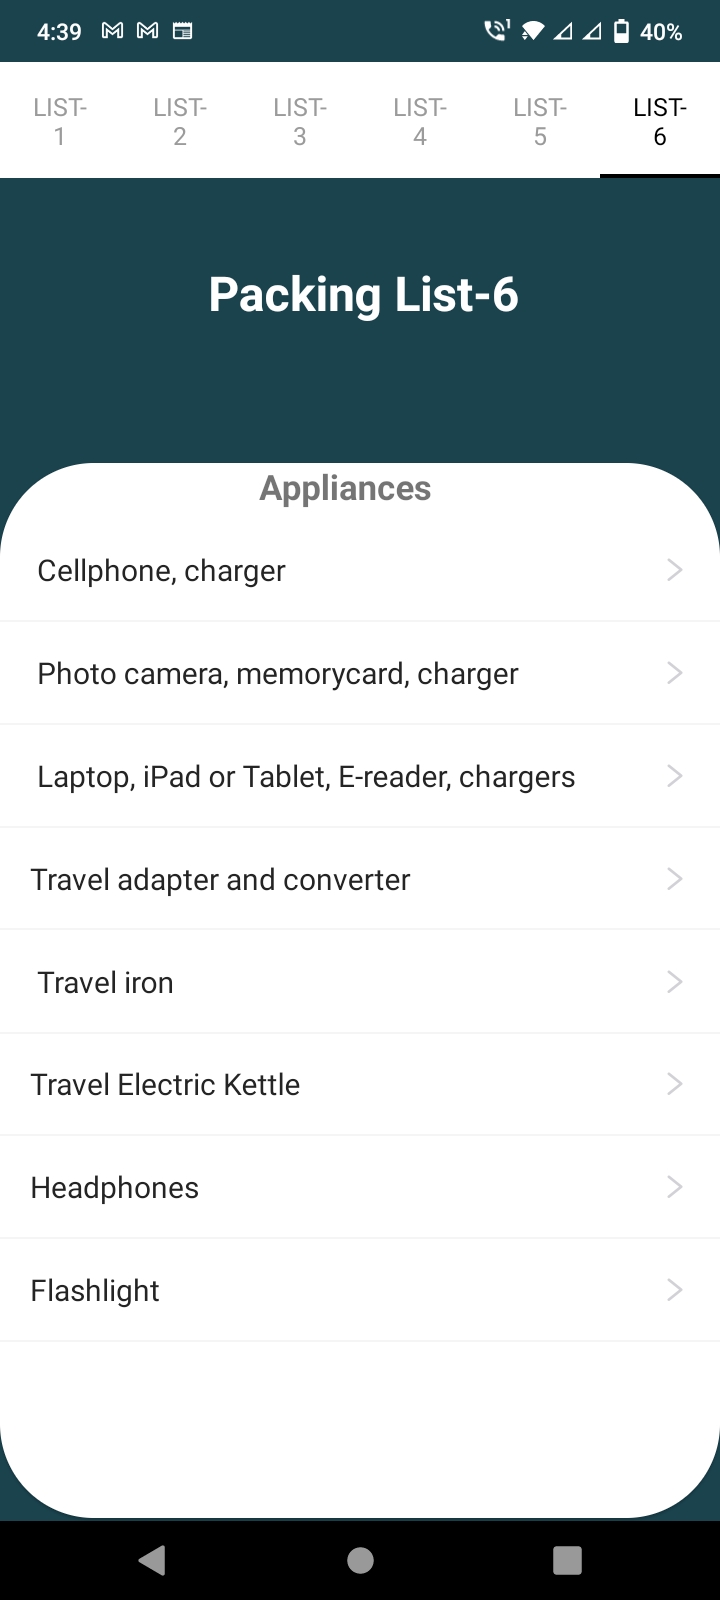 4:39 1 40%
LIST-1 LIST-2 LIST-3 LIST-4 LIST-5 LIST-6
Packing List-6
Appliances
Cellphone, charger
Photo camera, memorycard, charger
Laptop, iPad or Tablet, E-reader, chargers
Travel adapter and converter
Travel iron
Travel Electric Kettle
Headphones
Flashlight